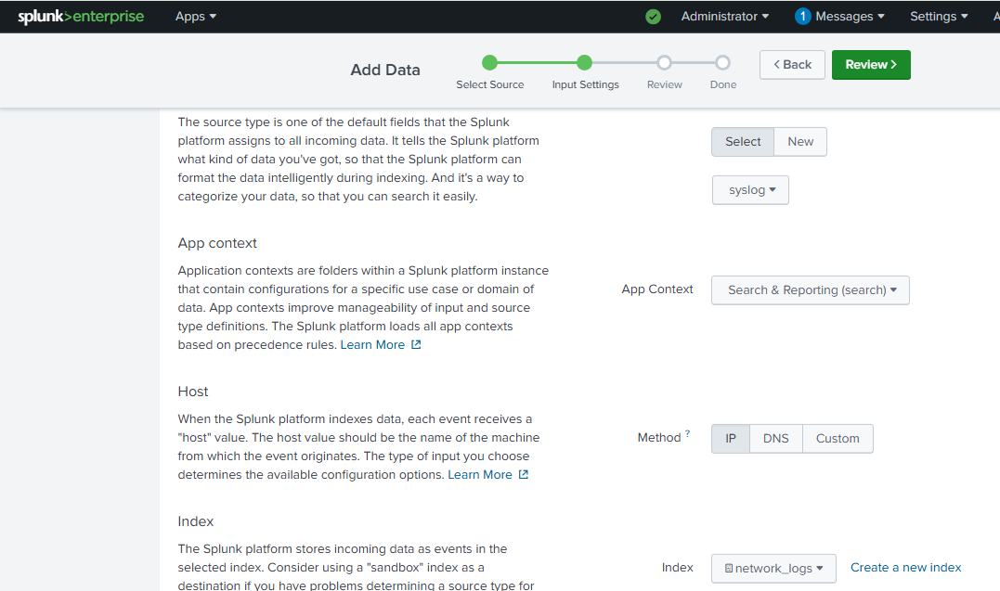 splunk>enterprise Apps Administrator 1 Messages Settings A
Add Data
Select Source Input Settings Review Done
Back Review
The source type is one of the default fields that the Splunk
platform assigns to all incoming data. It tells the Splunk platform
what kind of data you've got, so that the Splunk platform can
format the data intelligently during indexing. And it's a way to
categorize your data, so that you can search it easily.
Select New
syslog
App context
Application contexts are folders within a Splunk platform instance
that contain configurations for a specific use case or domain of
data. App contexts improve manageability of input and source
type definitions. The Splunk platform loads all app contexts
based on precedence rules. Learn More
App Context Search & Reporting (search)
Host
When the Splunk platform indexes data, each event receives a
"host" value. The host value should be the name of the machine
from which the event originates. The type of input you choose
determines the available configuration options. Learn More
Method ? IP DNS Custom
Index
The Splunk platform stores incoming data as events in the
selected index. Consider using a "sandbox" index as a
destination if you have problems determining a source type for
Index network_logs Create a new index